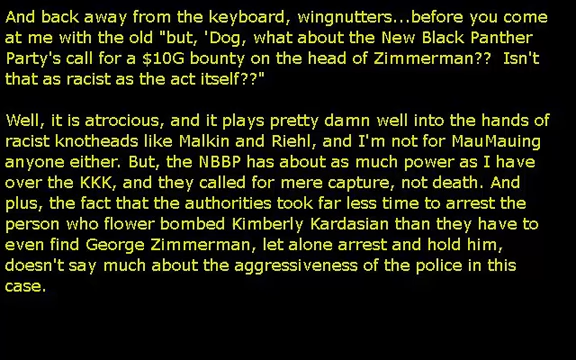 And back away from the keyboard, wingnutters...before you come
at me with the old "but, 'Dog, what about the New Black Panther
Party's call for a $10G bounty on the head of Zimmerman??  Isn't
that as racist as the act itself??"

Well, it is atrocious, and it plays pretty damn well into the hands of
racist knotheads like Malkin and Riehl, and I'm not for MauMauing
anyone either. But, the NBBP has about as much power as I have
over the KKK, and they called for mere capture, not death. And
plus, the fact that the authorities took far less time to arrest the
person who flower bombed Kimberly Kardasian than they have to
even find George Zimmerman, let alone arrest and hold him,
doesn't say much about the aggressiveness of the police in this
case.